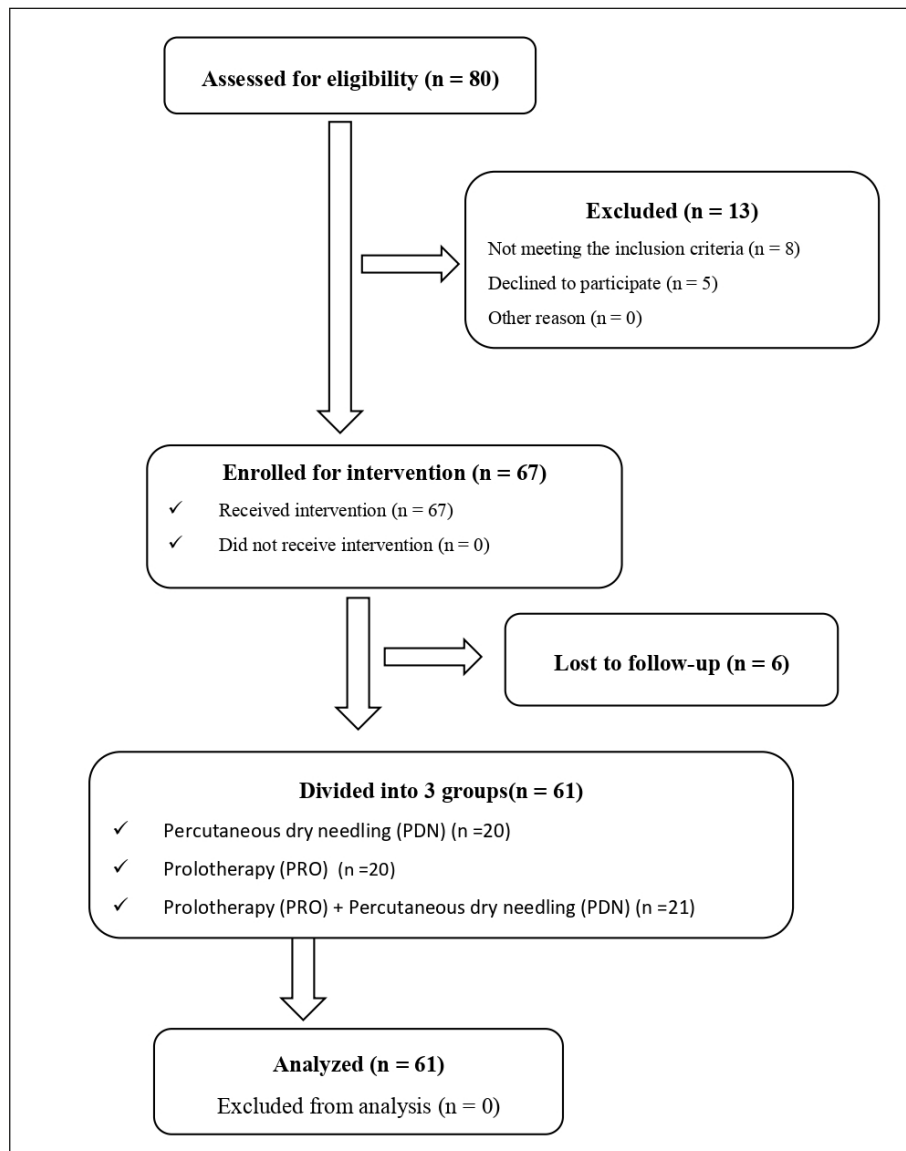 Assessed for eligibility (n = 80)
Excluded (n = 13)
Not meeting the inclusion criteria (n = 8)
Declined to participate (n = 5)
Other reason (n = 0)
Enrolled for intervention (n = 67)
✓ Received intervention (n = 67)
✓ Did not receive intervention (n = 0)
Lost to follow-up (n = 6)
Divided into 3 groups(n = 61)
✓ Percutaneous dry needling (PDN) (n =20)
✓ Prolotherapy (PRO) (n =20)
✓ Prolotherapy (PRO) + Percutaneous dry needling (PDN) (n =21)
Analyzed (n = 61)
Excluded from analysis (n = 0)